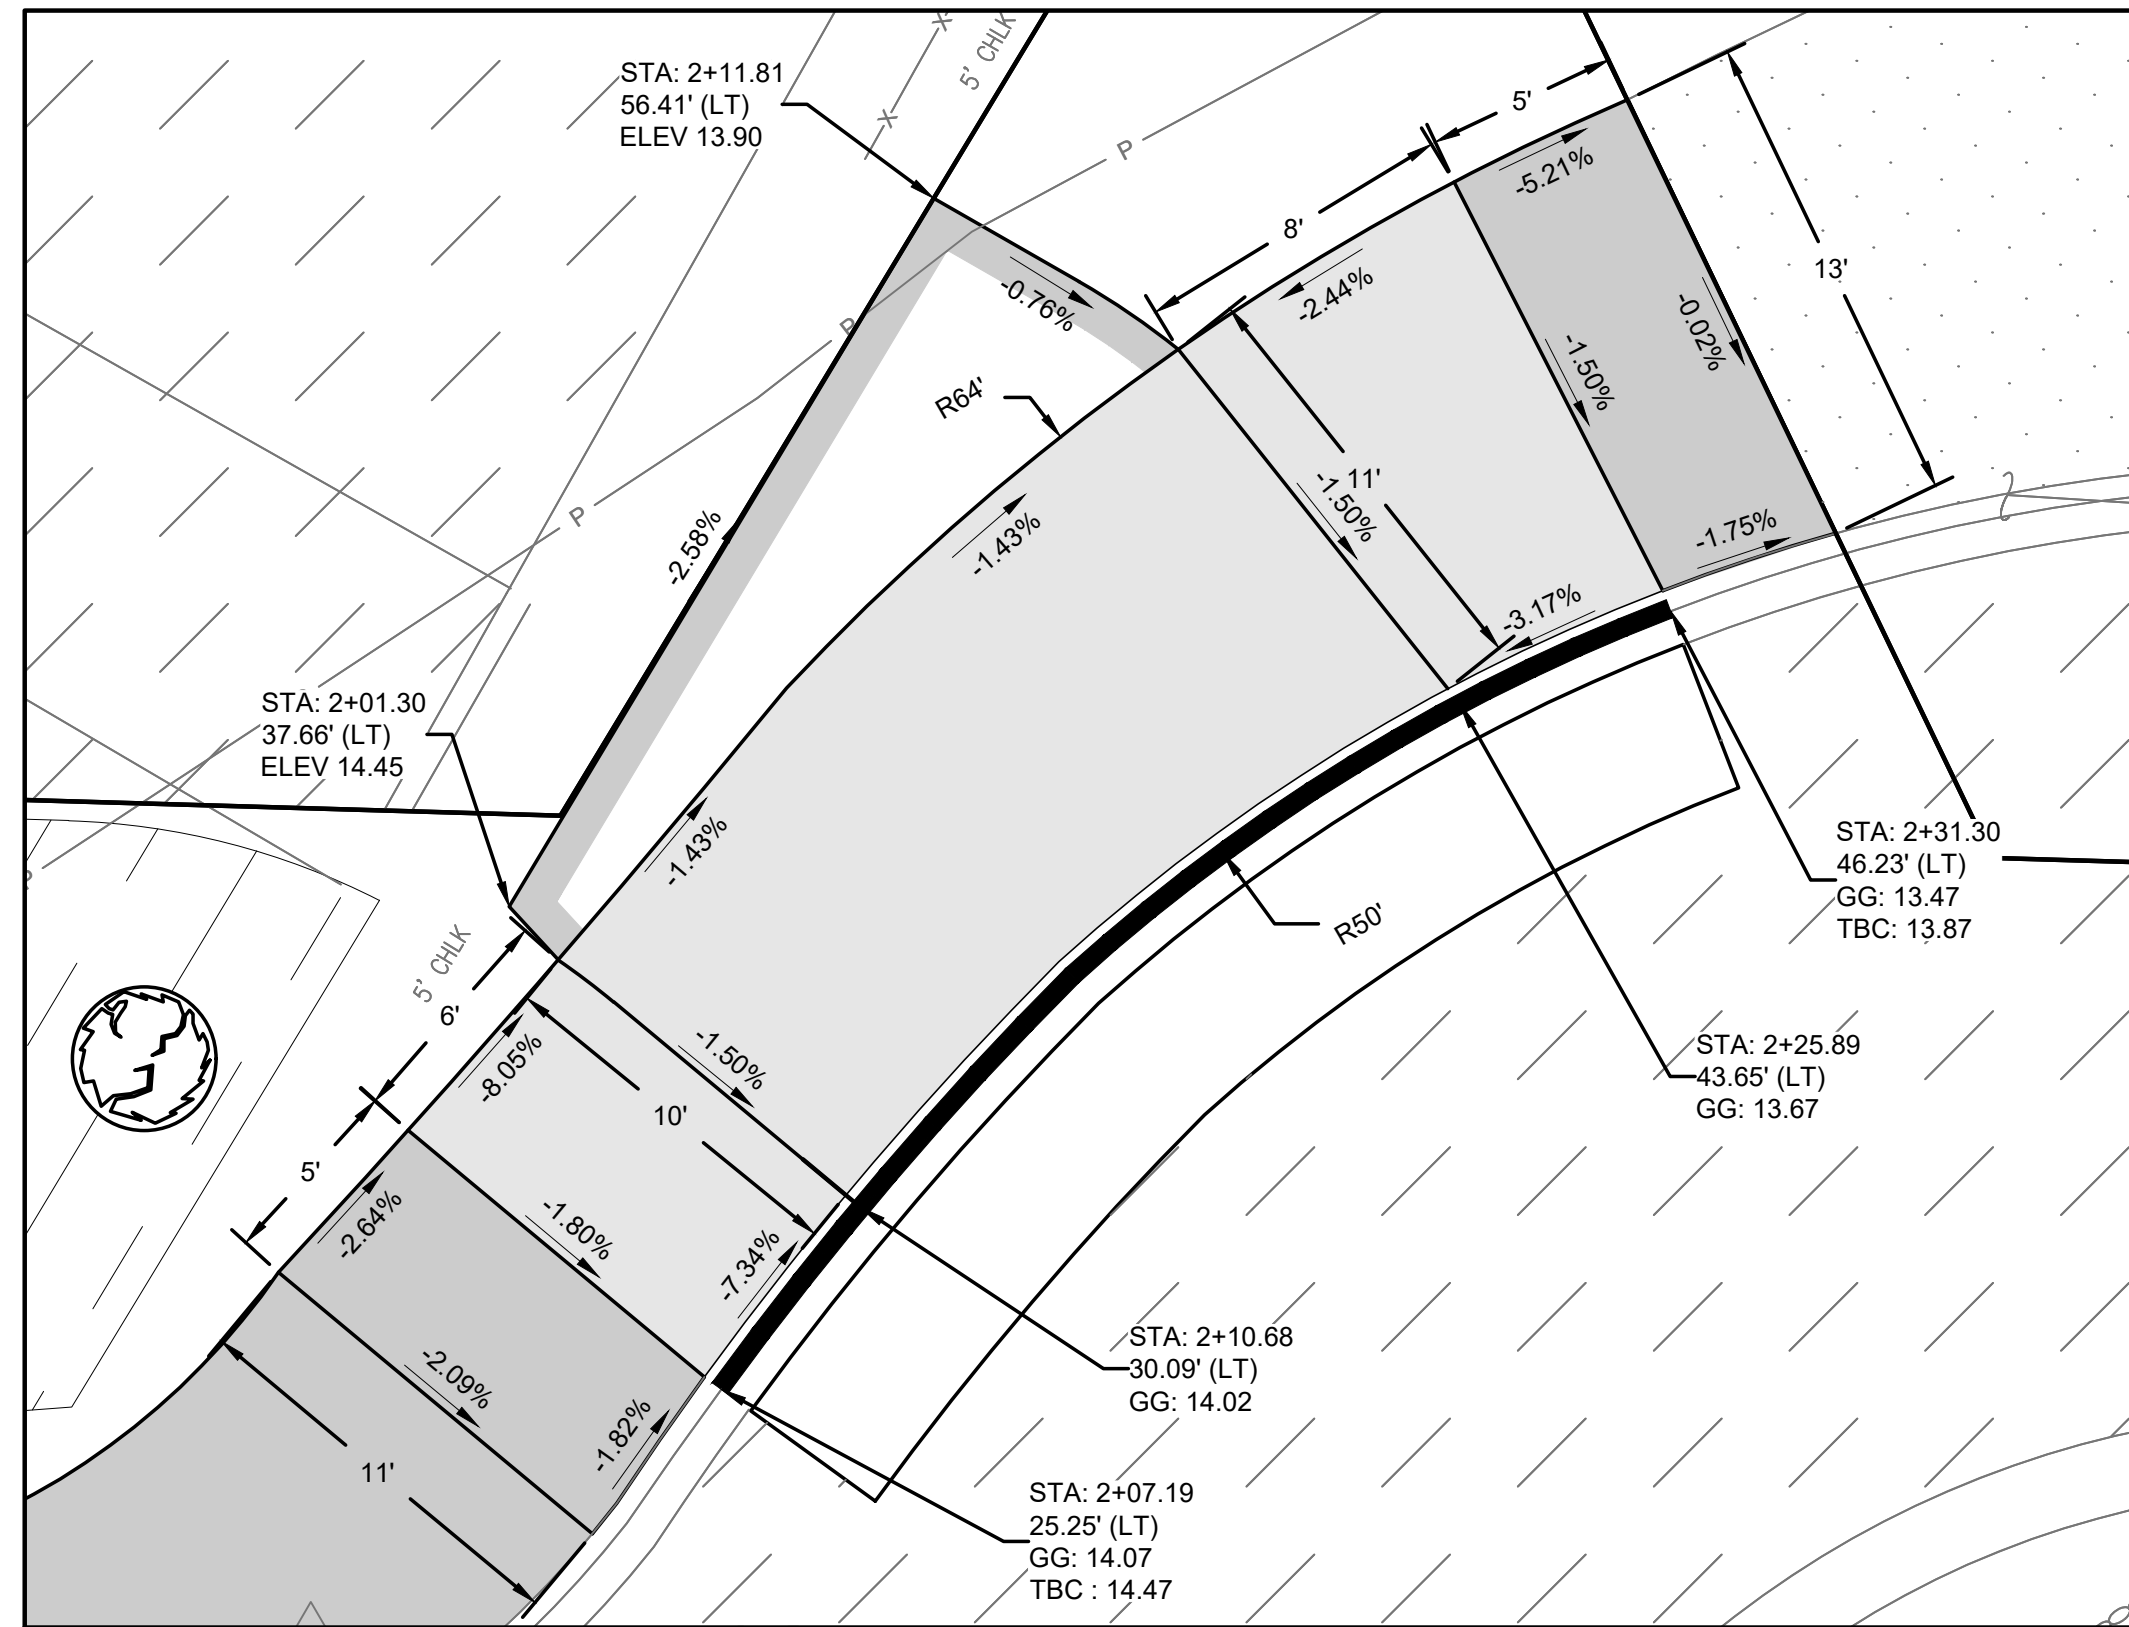 STA: 2+11.81
56.41' (LT)
ELEV 13.90
X
X
5' CHLK
P
5'
8'
-5.21%
13'
-0.76%
-2.44%
-0.02%
-1.50%
P
R64'
11'
-1.50%
P
-2.58%
-1.43%
-1.75%
-3.17%
STA: 2+01.30
37.66' (LT)
ELEV 14.45
-1.43%
P
STA: 2+31.30
46.23' (LT)
GG: 13.47
TBC: 13.87
R50'
5' CHLK
6'
-8.05%
-1.50%
10'
STA: 2+25.89
43.65' (LT)
GG: 13.67
5'
-2.64%
-1.80%
-7.34%
STA: 2+10.68
30.09' (LT)
GG: 14.02
-2.09%
-1.82%
11'
STA: 2+07.19
25.25' (LT)
GG: 14.07
TBC : 14.47